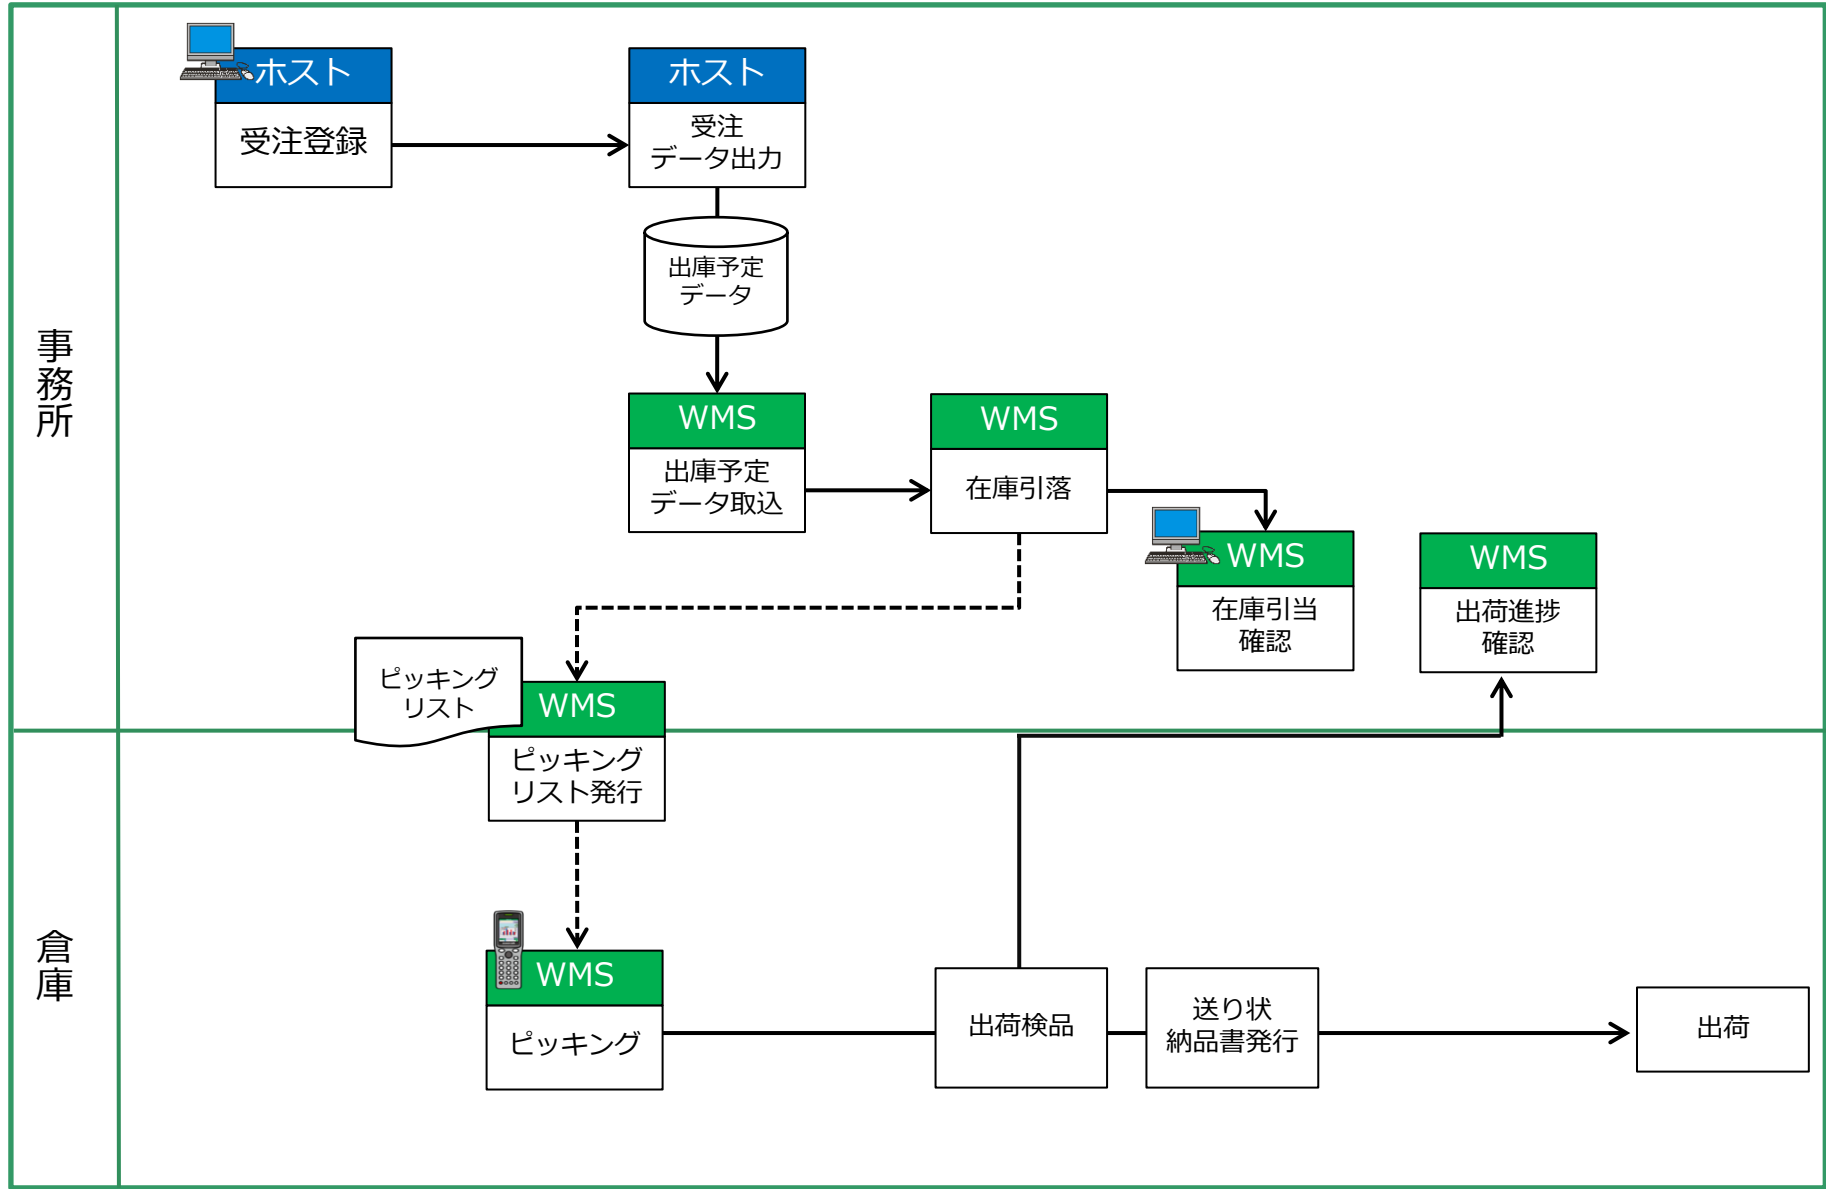 事務所
ホスト
受注登録
ホスト
受注
データ出力
出庫予定
データ
WMS
出庫予定
データ取込
WMS
在庫引落
WMS
在庫引当
確認
WMS
出荷進捗
確認
ピッキング
リスト
WMS
ピッキング
リスト発行
倉庫
WMS
ピッキング
出荷検品
送り状
納品書発行
出荷